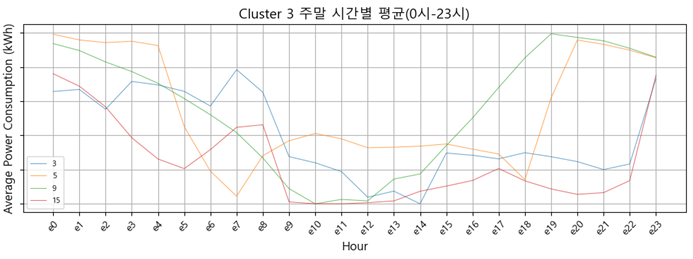 Cluster 3 주말 시간별 평균(0시-23시)
Average Power Consumption (kWh)
3
5
9
15
e0 e1 e2 e3 e4 e5 e6 e7 e8 e9 e10 e11 e12 e13 e14 e15 e16 e17 e18 e19 e20 e21 e22 e23
Hour